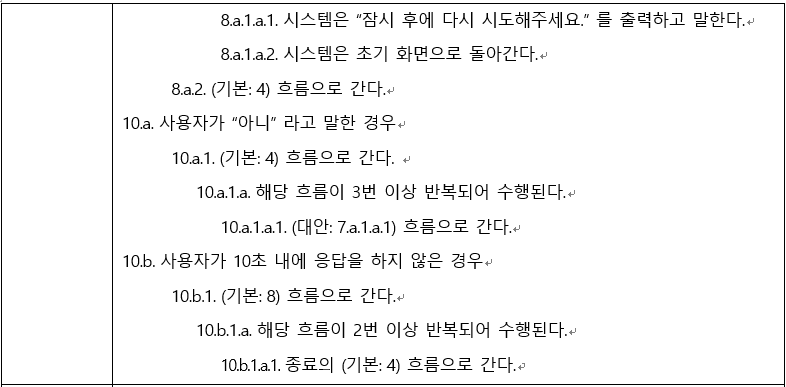 8.a.1.a.1. 시스템은 “잠시 후에 다시 시도해주세요.” 를 출력하고 말한다.
8.a.1.a.2. 시스템은 초기 화면으로 돌아간다.
8.a.2. (기본: 4) 흐름으로 간다.
10.a. 사용자가 “아니” 라고 말한 경우
10.a.1. (기본: 4) 흐름으로 간다.
10.a.1.a. 해당 흐름이 3번 이상 반복되어 수행된다.
10.a.1.a.1. (대안: 7.a.1.a.1) 흐름으로 간다.
10.b. 사용자가 10초 내에 응답을 하지 않은 경우
10.b.1. (기본: 8) 흐름으로 간다.
10.b.1.a. 해당 흐름이 2번 이상 반복되어 수행된다.
10.b.1.a.1. 종료의 (기본: 4) 흐름으로 간다.